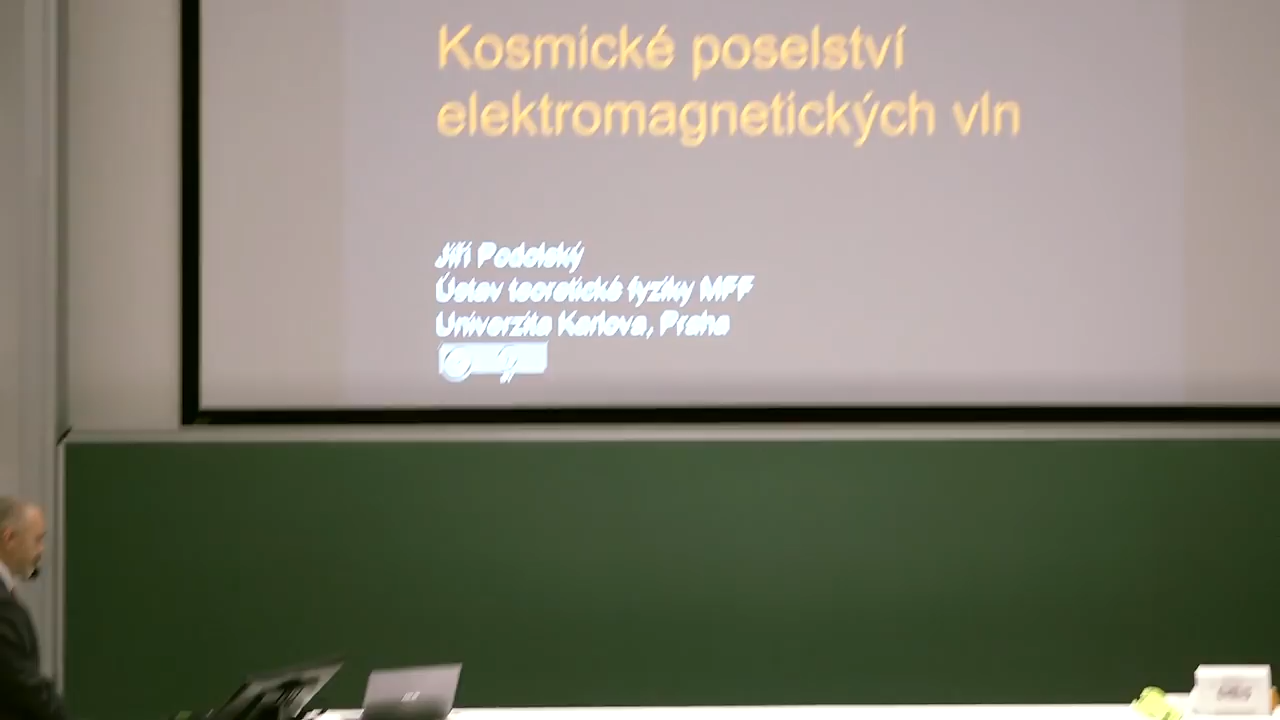 Kosmické poselství
elektromagnetických vln
Jiří Podolský
Ústav teoretické fyziky MFF
Univerzita Karlova, Praha